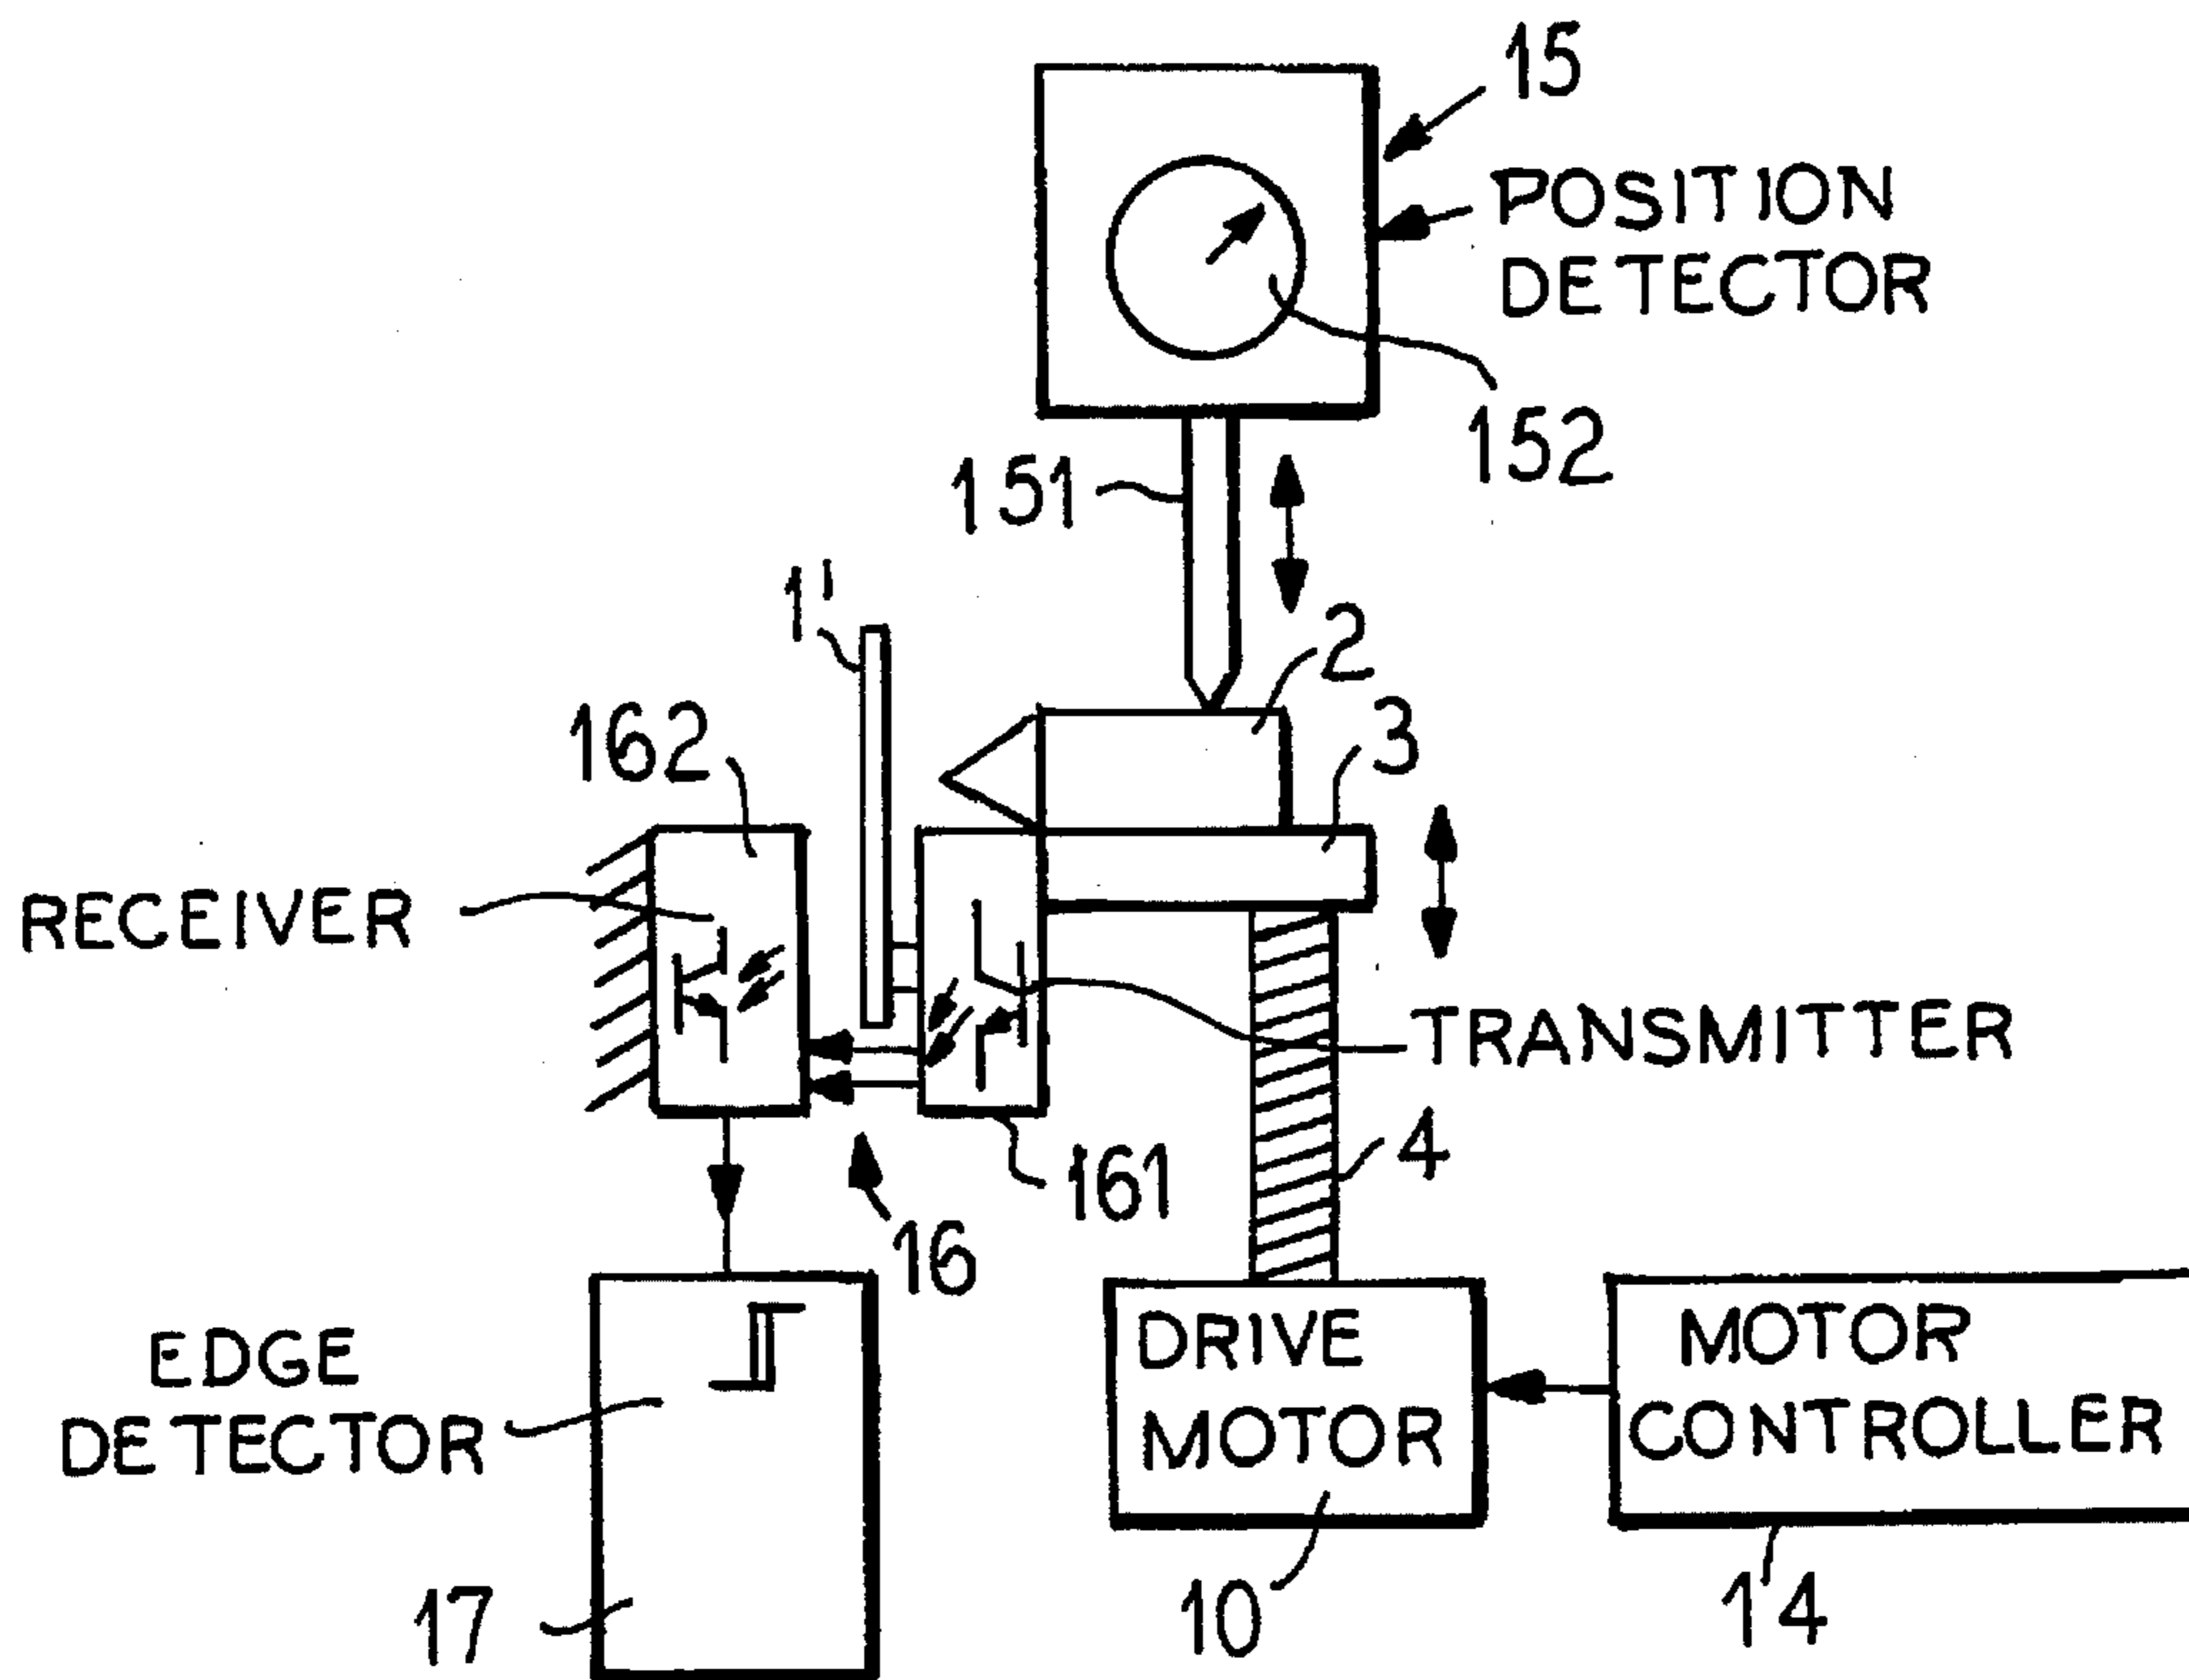 15
POSITION
DETECTOR
152
151
1'
2
3
162
RECEIVER
TRANSMITTER
4
161
16
EDGE
DETECTOR
DRIVE
MOTOR
MOTOR
CONTROLLER
17
10
14